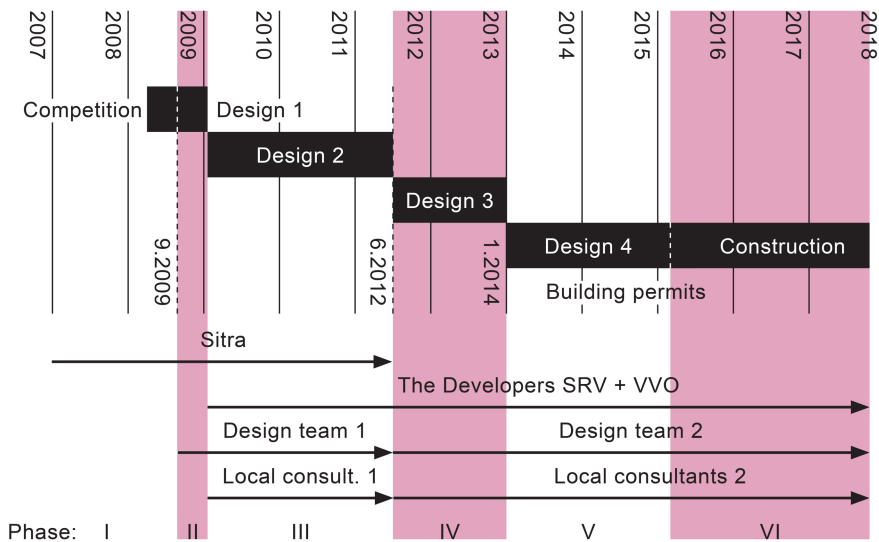 2007
2008
2009
2010
2011
2012
2013
2014
2015
2016
2017
2018
Competition
Design 1
Design 2
Design 3
Design 4
Construction
9.2009
6.2012
1.2014
Building permits
Sitra
The Developers SRV + VVO
Design team 1
Design team 2
Local consult. 1
Local consultants 2
Phase: I II III IV V VI